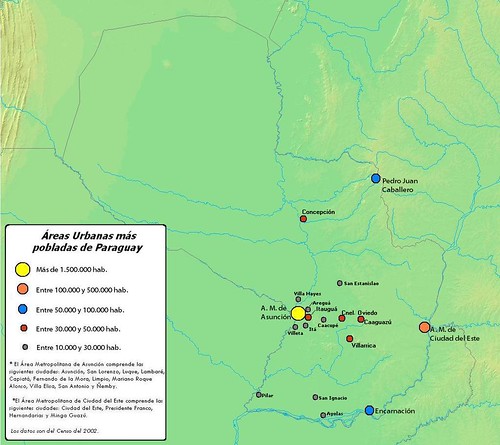 Pedro Juan
Caballero
Concepción
Áreas Urbanas más
pobladas de Paraguay
Más de 1.500.000 hab.
Entre 100.000 y 500.000 hab.
Entre 50.000 y 100.000 hab.
Entre 30.000 y 50.000 hab.
Entre 10.000 y 30.000 hab.
* El Área Metropolitana de Asunción comprende las
siguientes ciudades: Asunción, San Lorenzo, Luque, Lambaré,
Capiatá, Fernando de la Mora, Limpio, Mariano Roque
Alonso, Villa Elisa, San Antonio y Ñemby.
*El Área Metropolitana de Ciudad del Este comprende las
siguientes ciudades: Ciudad del Este, Presidente Franco,
Hernandarias y Minga Guazú.
Los datos son del Censo del 2002.
San Estanislao
Villa Hayes
Areguá
Itauguá
A. M. de
Asunción
Cnel. Oviedo
Caaguazú
Caacupé
Itá
Villeta
A. M. de
Ciudad del Este
Villarrica
Pilar
San Ignacio
Ayolas
Encarnación